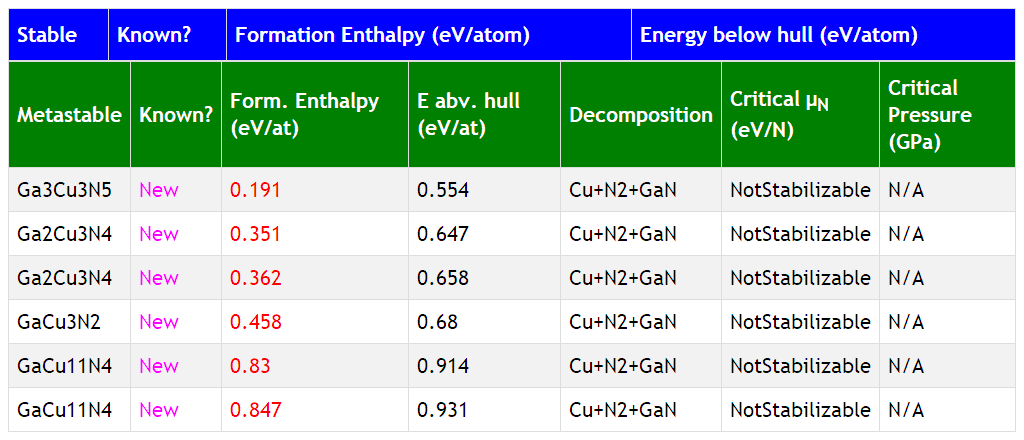 Stable Known? Formation Enthalpy (eV/atom) Energy below hull (eV/atom)
Metastable Known? Form. Enthalpy (eV/at) E abv. hull (eV/at) Decomposition Critical μN (eV/N) Critical Pressure (GPa)
Ga3Cu3N5 New 0.191 0.554 Cu+N2+GaN NotStabilizable N/A
Ga2Cu3N4 New 0.351 0.647 Cu+N2+GaN NotStabilizable N/A
Ga2Cu3N4 New 0.362 0.658 Cu+N2+GaN NotStabilizable N/A
GaCu3N2 New 0.458 0.68 Cu+N2+GaN NotStabilizable N/A
GaCu11N4 New 0.83 0.914 Cu+N2+GaN NotStabilizable N/A
GaCu11N4 New 0.847 0.931 Cu+N2+GaN NotStabilizable N/A